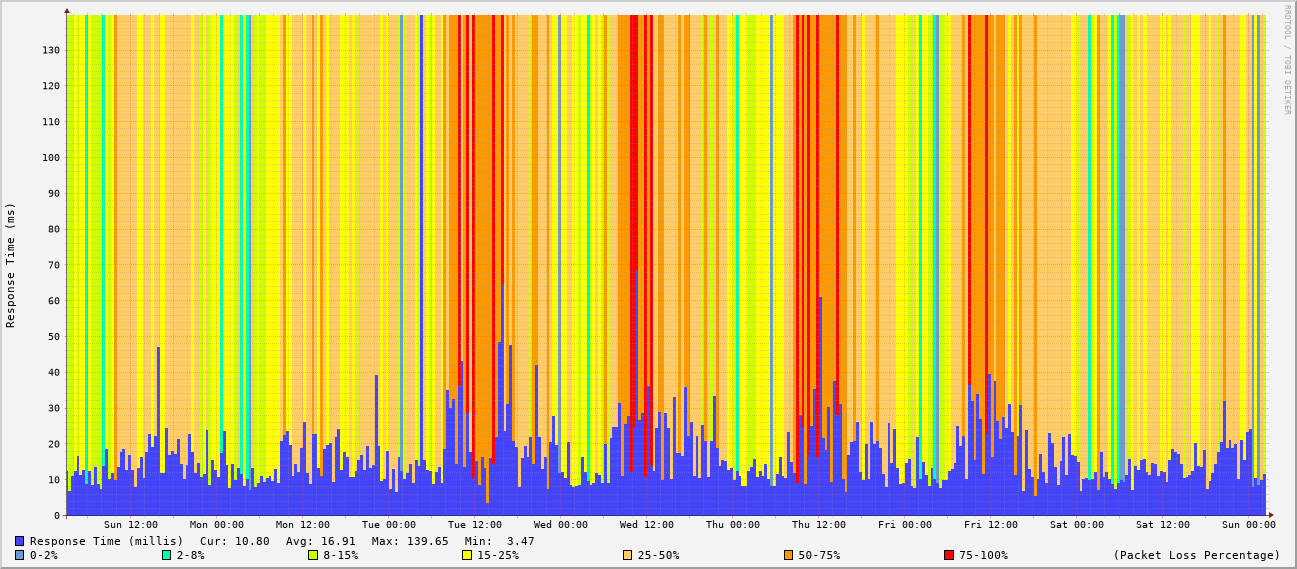 RRDTOOL / TOBI OETIKER
Response Time (ms)
130
120
110
100
90
80
70
60
50
40
30
20
10
0
Sun 12:00 Mon 00:00 Mon 12:00 Tue 00:00 Tue 12:00 Wed 00:00 Wed 12:00 Thu 00:00 Thu 12:00 Fri 00:00 Fri 12:00 Sat 00:00 Sat 12:00 Sun 00:00
Response Time (millis) Cur: 10.80 Avg: 16.91 Max: 139.65 Min: 3.47
0-2% 2-8% 8-15% 15-25% 25-50% 50-75% 75-100% (Packet Loss Percentage)